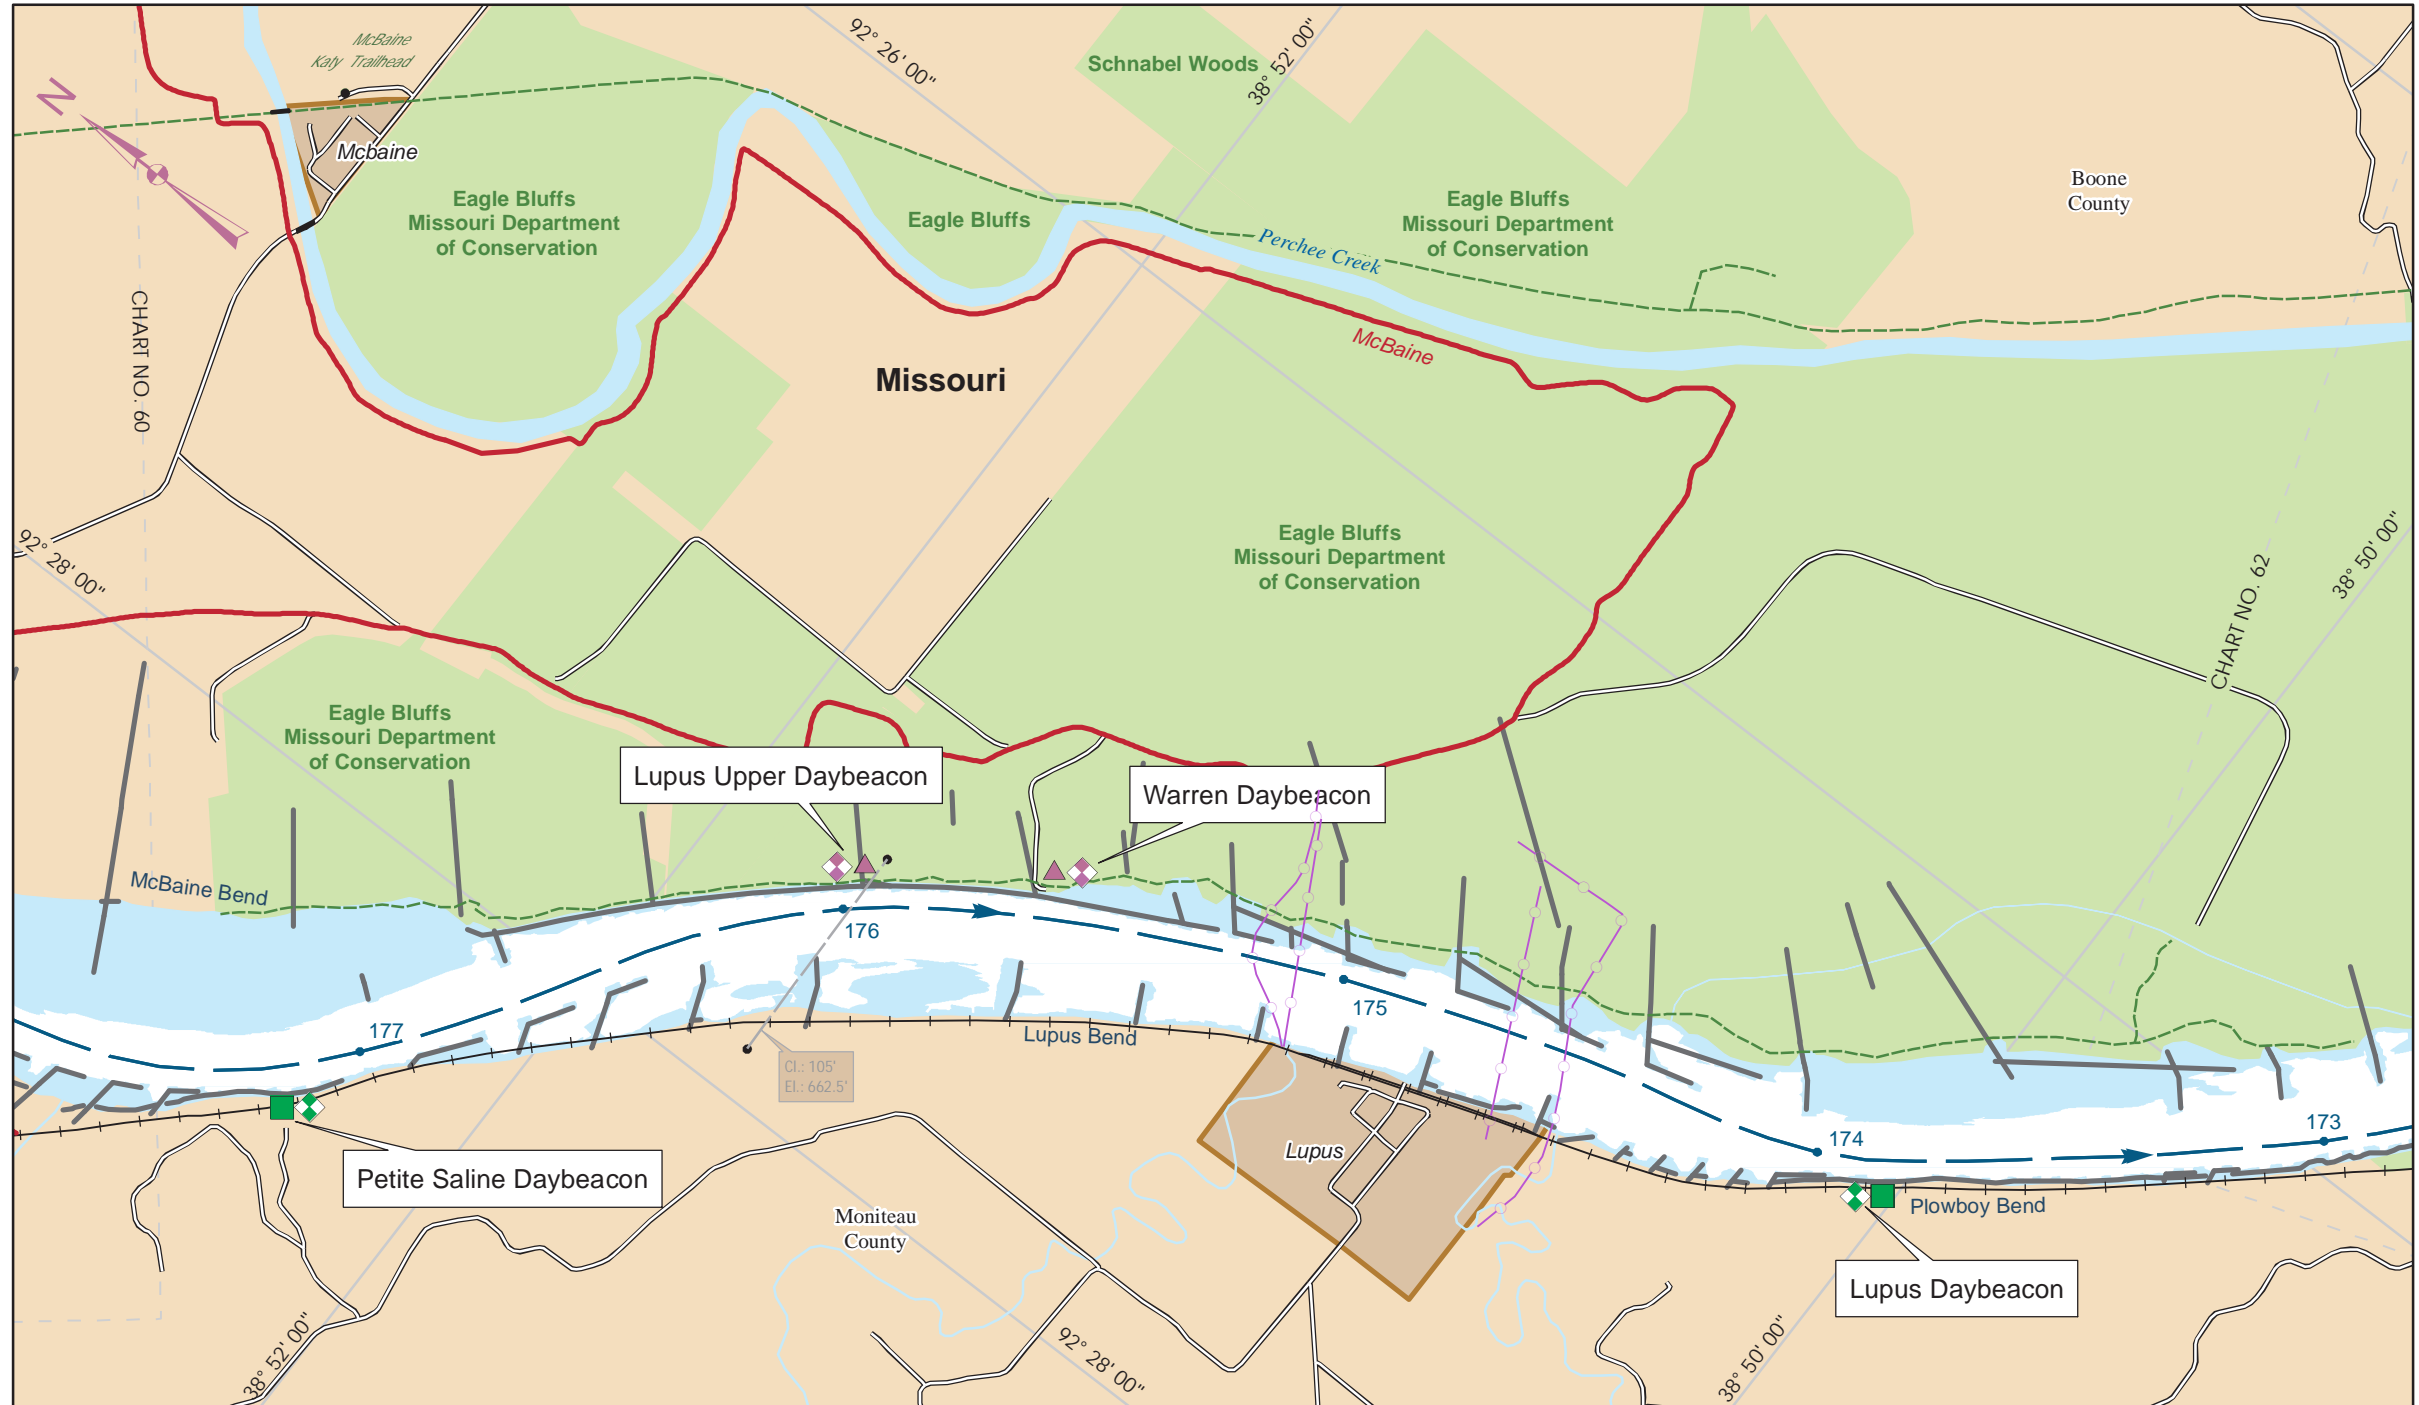 McBaine
Katy Trailhead
92° 26' 00"
38° 52' 00"
Schnabel Woods
N
Mcbaine
Eagle Bluffs
Missouri Department
of Conservation
Eagle Bluffs
Eagle Bluffs
Missouri Department
of Conservation
Boone
County
Perchee Creek
McBaine
CHART NO. 60
Missouri
92° 28' 00"
Eagle Bluffs
Missouri Department
of Conservation
38° 50' 00"
CHART NO. 62
Eagle Bluffs
Missouri Department
of Conservation
Lupus Upper Daybeacon
Warren Daybeacon
McBaine Bend
176
175
177
Lupus Bend
Cl.: 105'
El.: 662.5'
173
174
Lupus
Petite Saline Daybeacon
Moniteau
County
Plowboy Bend
Lupus Daybeacon
38° 52' 00"
92° 28' 00"
38° 50' 00"